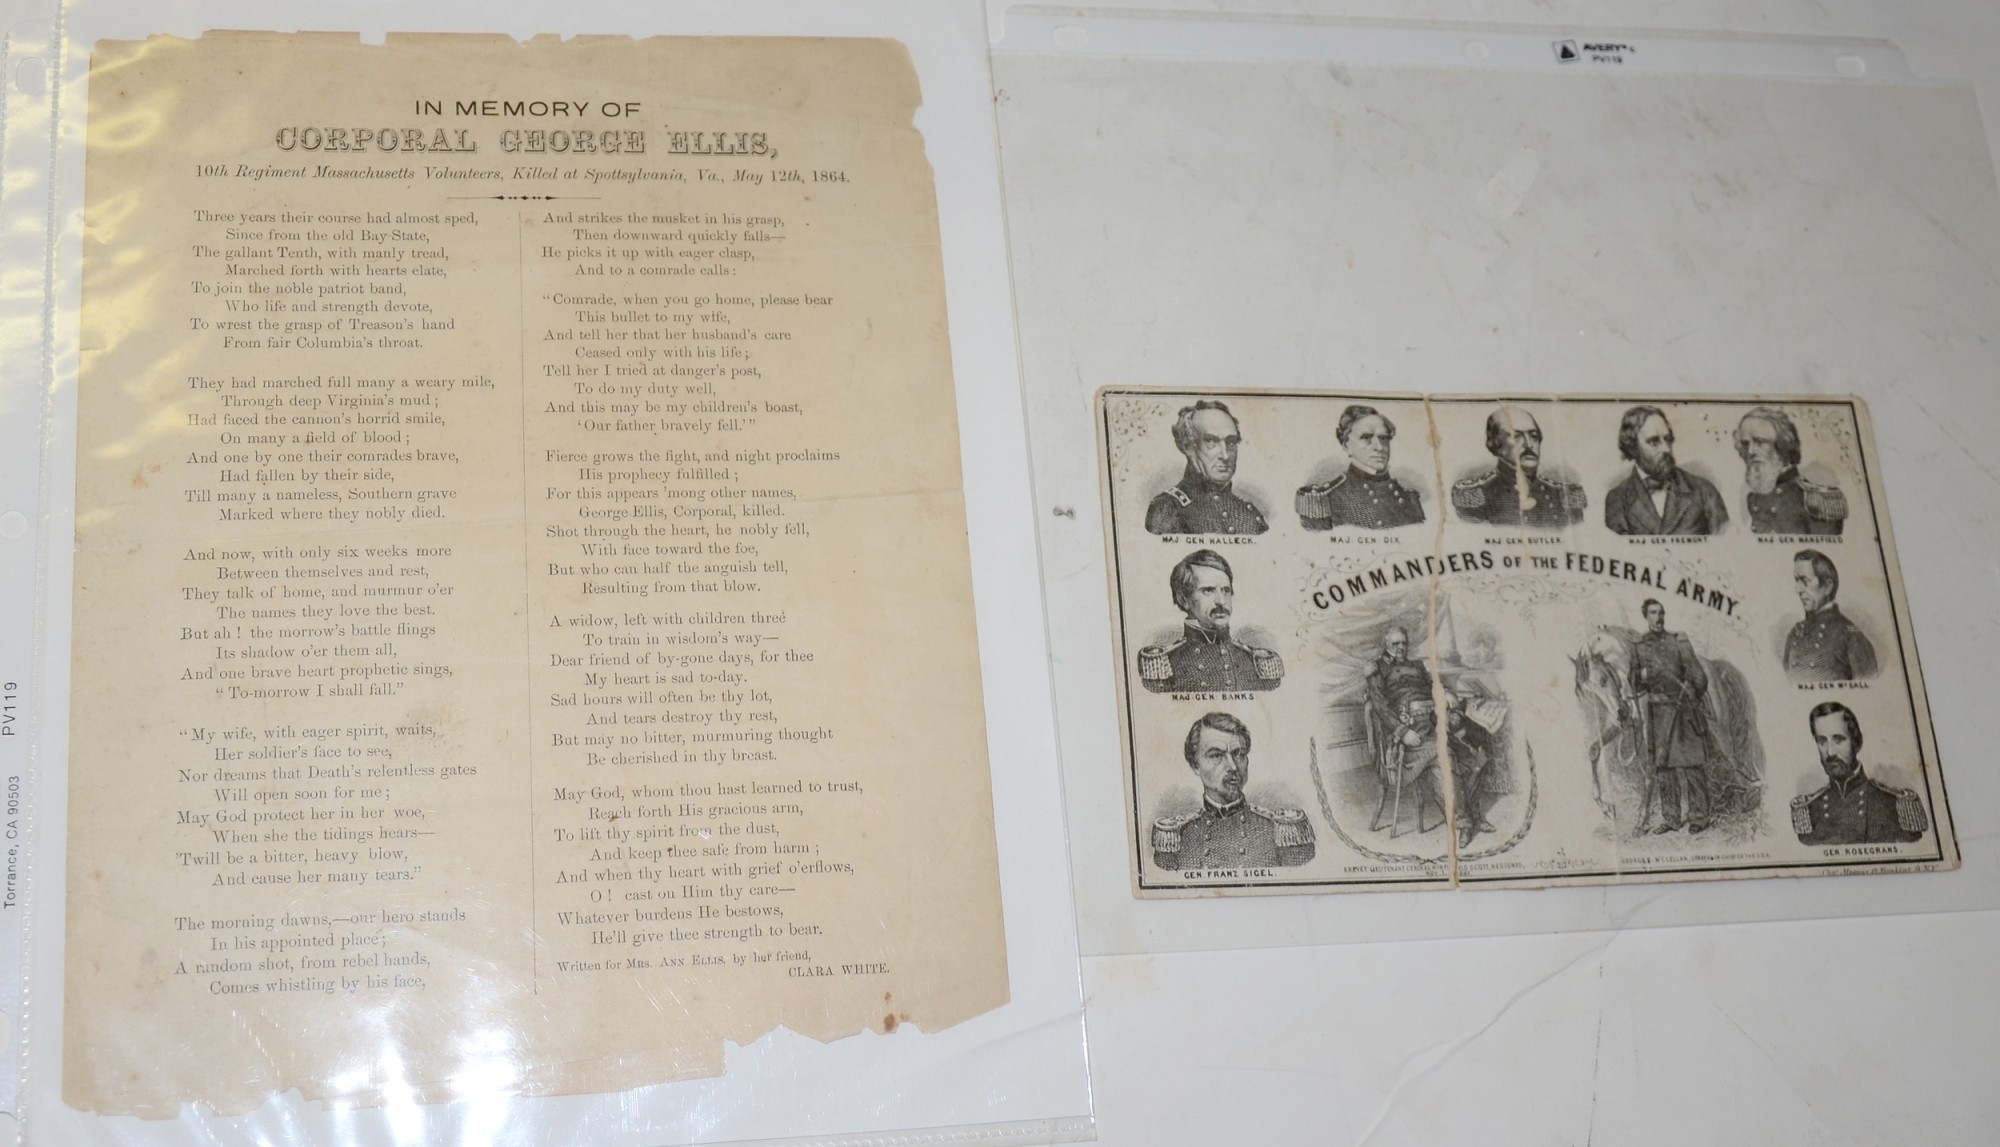 IN MEMORY OF
CORPORAL GEORGE ELLIS,
10th Regiment Massachusetts Volunteers, Killed at Spottsylvania, Va., May 12th, 1864.
Three years their course had almost sped,
Since from the old Bay State,
The gallant Tenth, with manly tread,
Marched forth with hearts elate,
To join the noble patriot band,
Who life and strength devote,
To wrest the grasp of Treason's hand
From fair Columbia's throat.
They had marched full many a weary mile,
Through deep Virginia's mud;
Had faced the cannon's horrid smile,
On many a field of blood;
And one by one their comrades brave,
Had fallen by their side,
Till many a nameless, Southern grave
Marked where they nobly died.
And now, with only six weeks more
Between themselves and rest,
They talk of home, and murmur o'er
The names they love the best.
But ah! the morrow's battle flings
Its shadow o'er them all,
And one brave heart prophetic sings,
"To-morrow I shall fall."
"My wife, with eager spirit, waits,
Her soldier's face to see,
Nor dreams that Death's relentless gates
Will open soon for me;
May God protect her in her woe,
When she the tidings hears—
'Twill be a bitter, heavy blow,
And cause her many tears."
The morning dawns,—our hero stands
In his appointed place;
A random shot, from rebel hands,
Comes whistling by his face,
And strikes the musket in his grasp,
Then downward quickly falls—
He picks it up with eager clasp,
And to a comrade calls:
"Comrade, when you go home, please bear
This bullet to my wife,
And tell her that her husband's care
Ceased only with his life;
Tell her I tried at danger's post,
To do my duty well,
And this may be my children's boast,
'Our father bravely fell.'"
Fierce grows the fight, and night proclaims
His prophecy fulfilled;
For this appears 'mong other names,
George Ellis, Corporal, killed.
Shot through the heart, he nobly fell,
With face toward the foe,
But who can half the anguish tell,
Resulting from that blow.
A widow, left with children three
To train in wisdom's way—
Dear friend of by-gone days, for thee
My heart is sad to-day.
Sad hours will often be thy lot,
And tears destroy thy rest,
But may no bitter, murmuring thought
Be cherished in thy breast.
May God, whom thou hast learned to trust,
Reach forth His gracious arm,
To lift thy spirit from the dust,
And keep thee safe from harm;
And when thy heart with grief o'erflows,
O! cast on Him thy care—
Whatever burdens He bestows,
He'll give thee strength to bear.
Written for MRS. ANN ELLIS, by her friend,
CLARA WHITE.
Torrance, CA 90503 PV119
AVERY
PV119
MAJ GEN HALLECK.
MAJ GEN DIX
MAJ GEN BUTLER
MAJ GEN FREMONT
MAJ GEN MANSFIELD
COMMANDERS OF THE FEDERAL ARMY
MAJ GEN BANKS
MAJ GEN McCALL
GEN. FRANZ SIGEL.
GEN ROSECRANS.